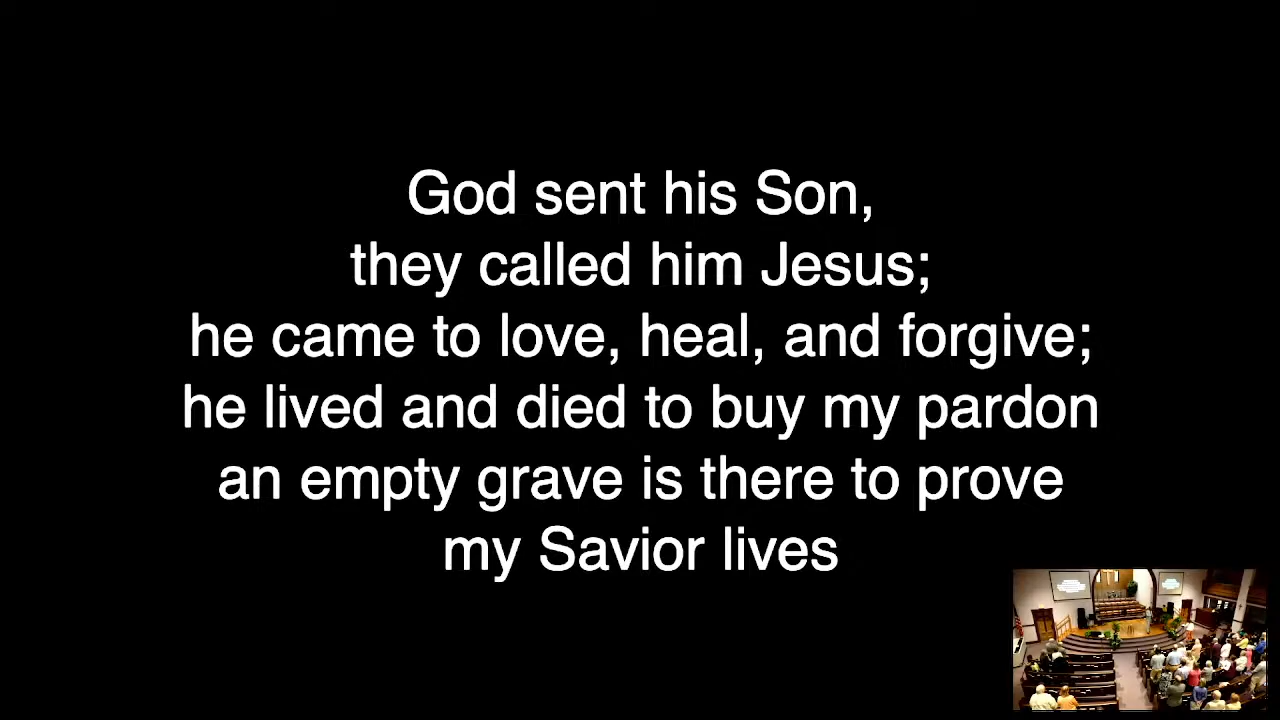 God sent his Son,
they called him Jesus;
he came to love, heal, and forgive;
he lived and died to buy my pardon
an empty grave is there to prove
my Savior lives